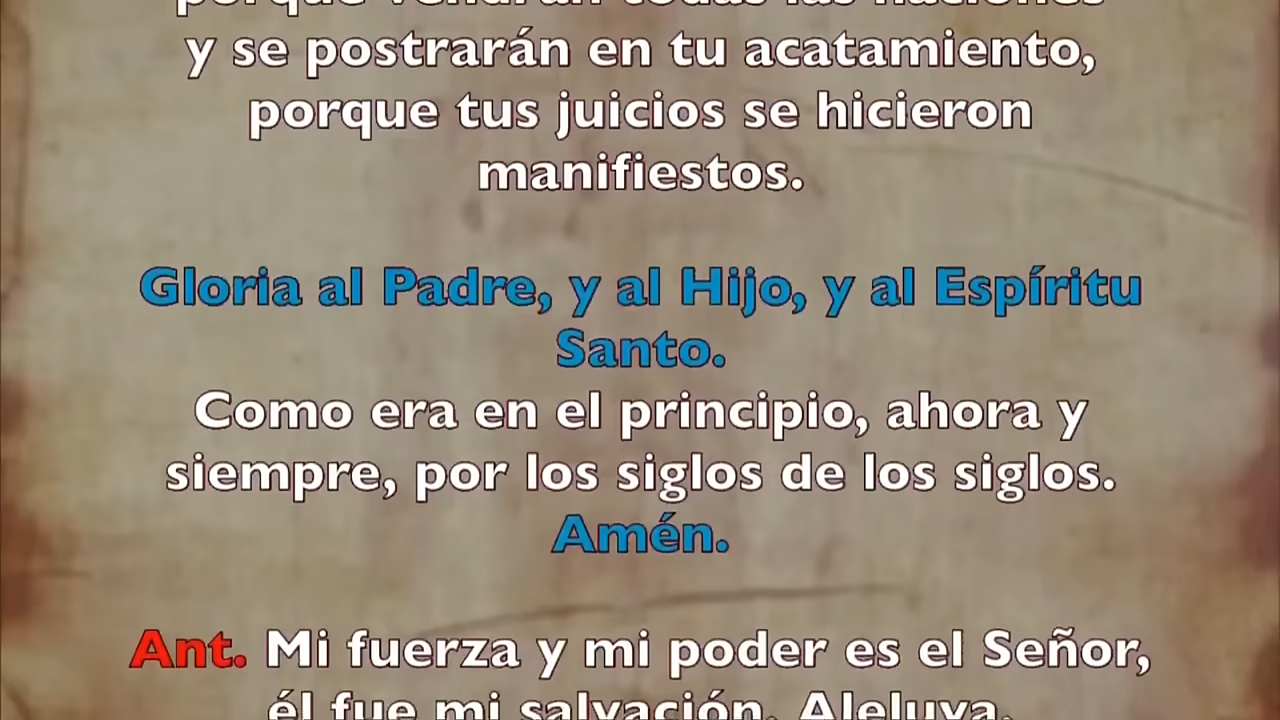 porque vendrán todas las naciones
y se postrarán en tu acatamiento,
porque tus juicios se hicieron
manifiestos.
Gloria al Padre, y al Hijo, y al Espíritu
Santo.
Como era en el principio, ahora y
siempre, por los siglos de los siglos.
Amén.
Ant. Mi fuerza y mi poder es el Señor,
él fue mi salvación. Aleluya.